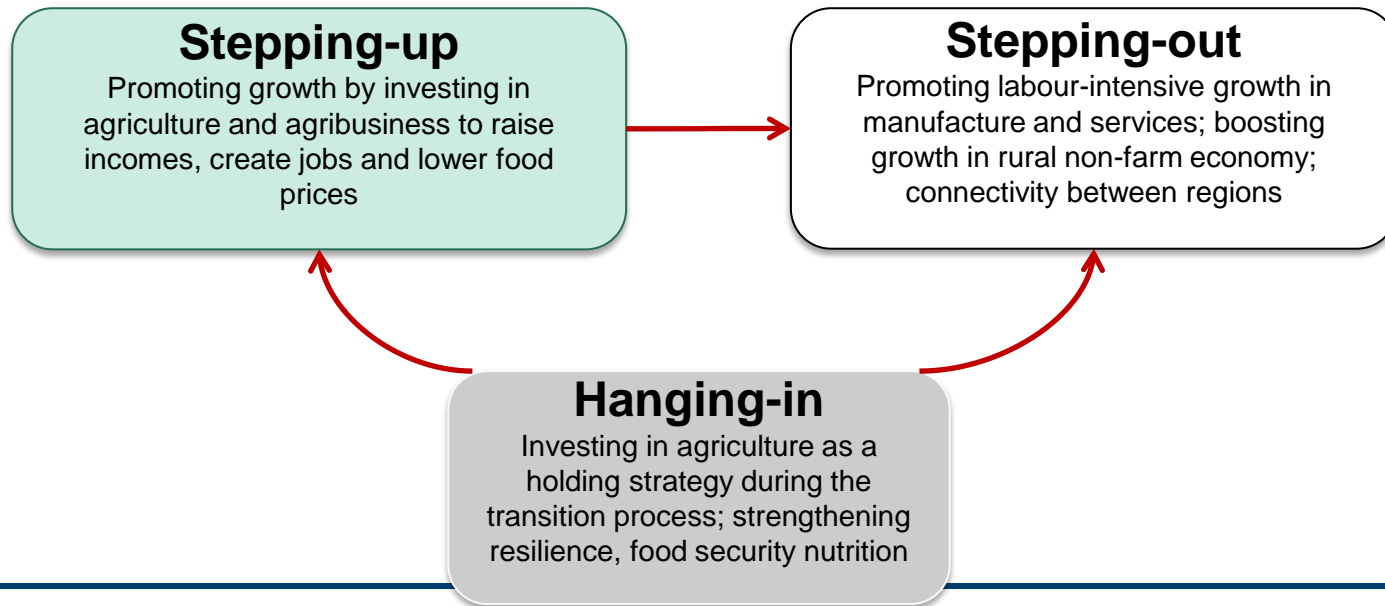 Stepping-up
Promoting growth by investing in
agriculture and agribusiness to raise
incomes, create jobs and lower food
prices
Stepping-out
Promoting labour-intensive growth in
manufacture and services; boosting
growth in rural non-farm economy;
connectivity between regions
Hanging-in
Investing in agriculture as a
holding strategy during the
transition process; strengthening
resilience, food security nutrition